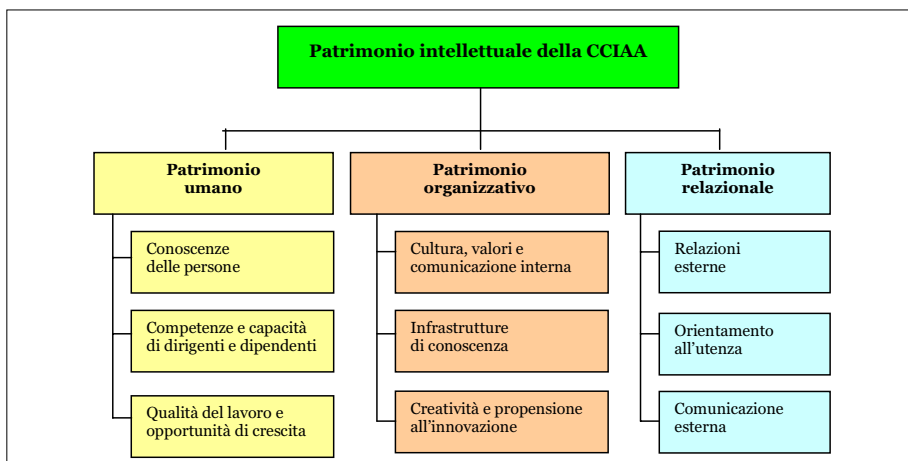 Patrimonio intellettuale della CCIAA
Patrimonio
umano
Conoscenze
delle persone
Competenze e capacità
di dirigenti e dipendenti
Qualità del lavoro e
opportunità di crescita
Patrimonio
organizzativo
Cultura, valori e
comunicazione interna
Infrastrutture
di conoscenza
Creatività e propensione
all'innovazione
Patrimonio
relazionale
Relazioni
esterne
Orientamento
all'utenza
Comunicazione
esterna